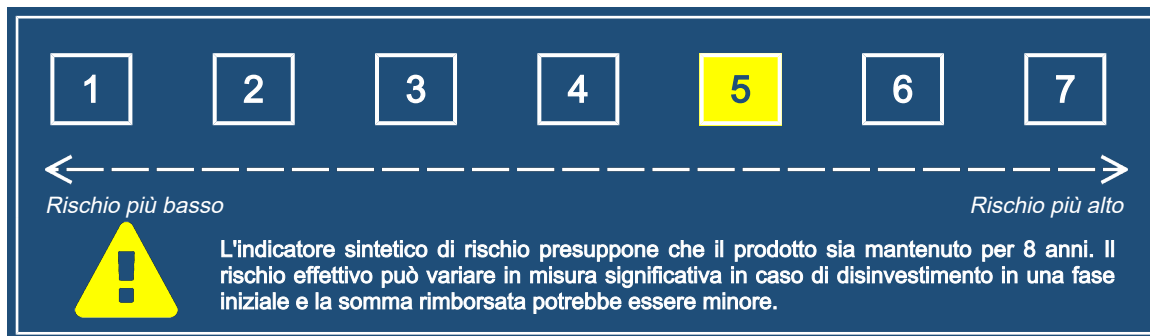 1 2 3 4 5 6 7
Rischio più basso Rischio più alto
L'indicatore sintetico di rischio presuppone che il prodotto sia mantenuto per 8 anni. Il
rischio effettivo può variare in misura significativa in caso di disinvestimento in una fase
iniziale e la somma rimborsata potrebbe essere minore.